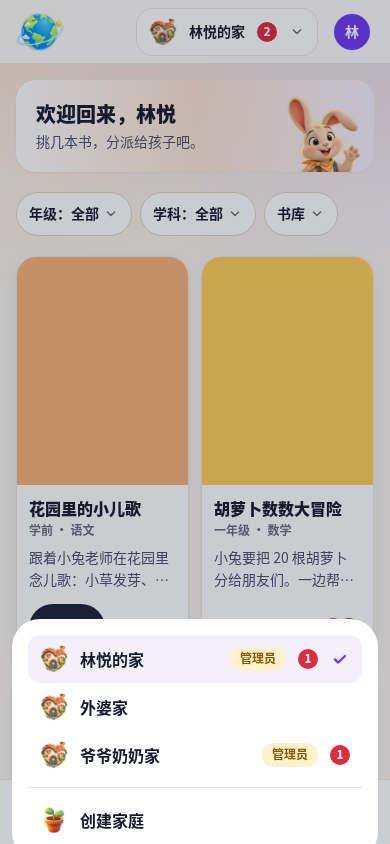 林悦的家 2 林
欢迎回来，林悦
挑几本书，分派给孩子吧。
年级：全部 学科：全部 书库
花园里的小儿歌
学前 • 语文
跟着小兔老师在花园里
念儿歌：小草发芽、…
胡萝卜数数大冒险
一年级 • 数学
小兔要把 20 根胡萝卜
分给朋友们。一边帮…
林悦的家 管理员 1
外婆家
爷爷奶奶家 管理员 1
创建家庭